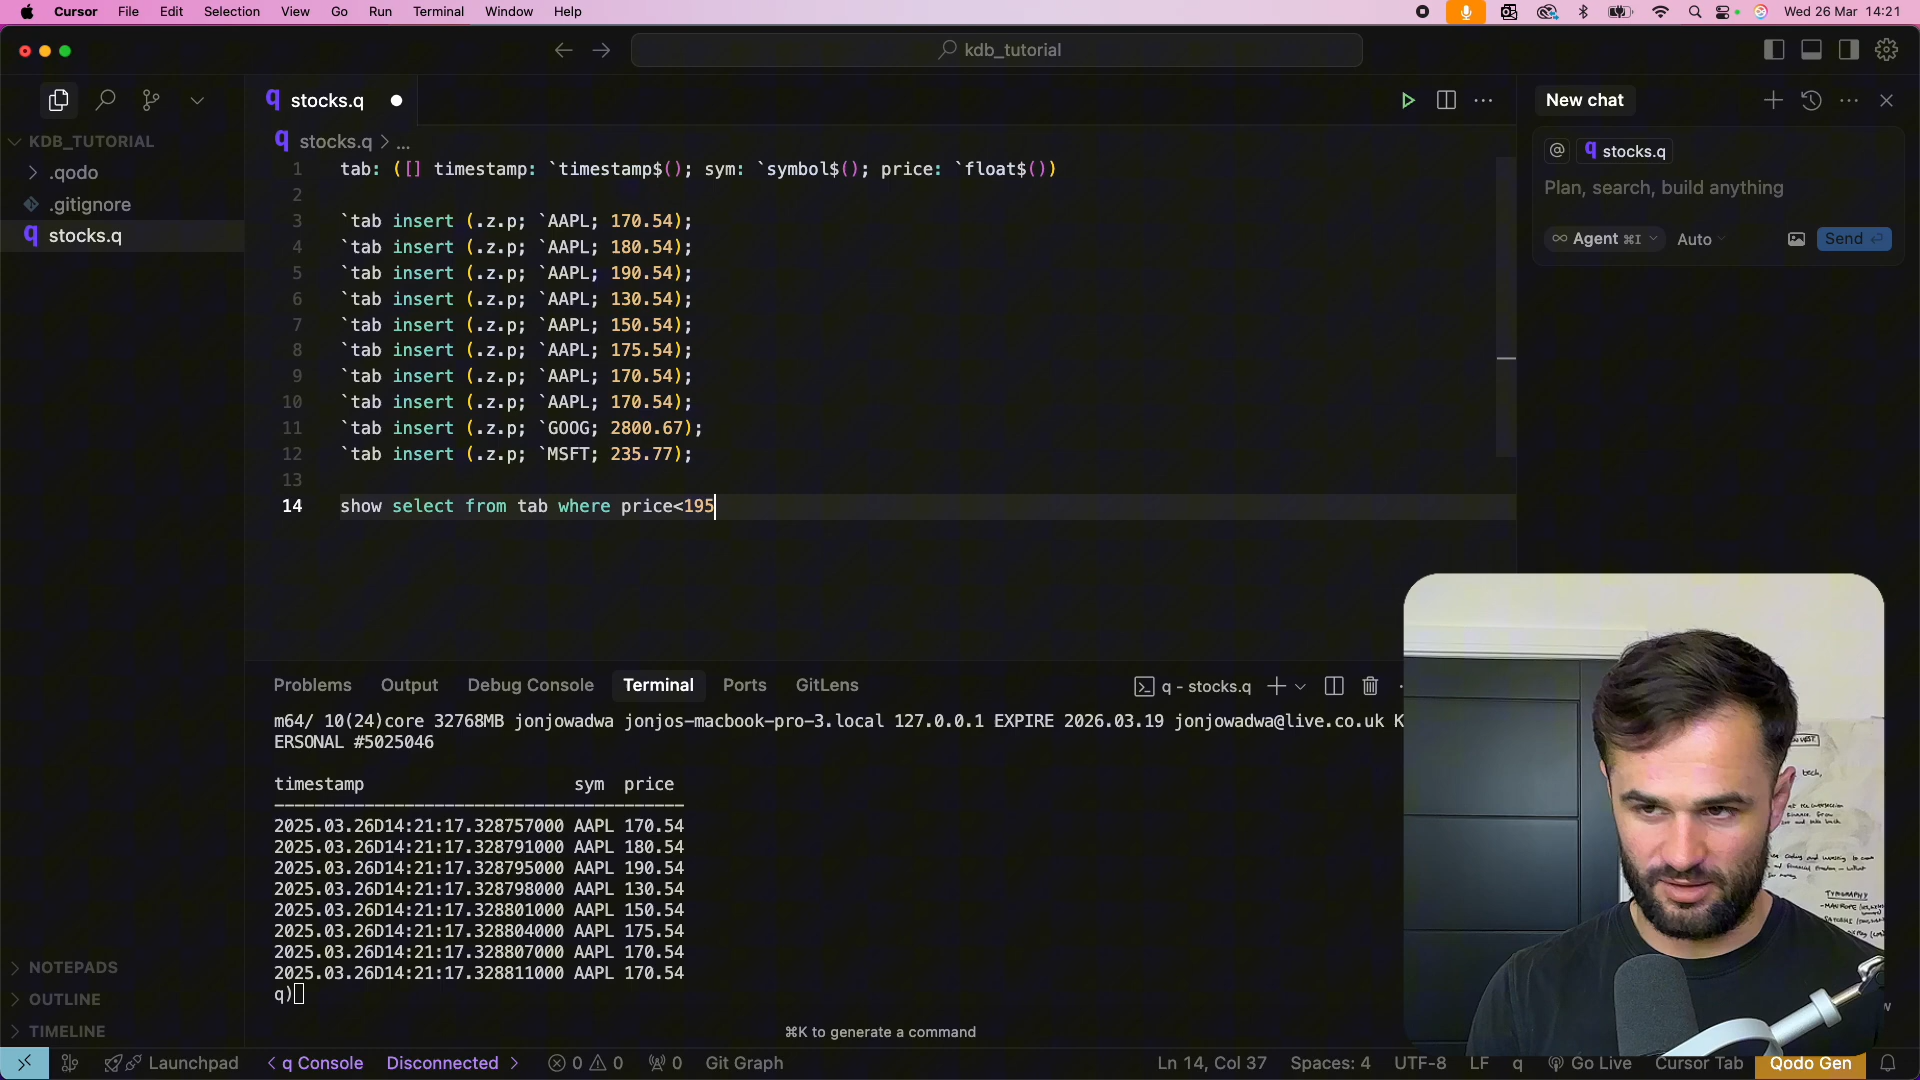 Cursor File Edit Selection View Go Run Terminal Window Help
Wed 26 Mar 14:21
kdb_tutorial
stocks.q
New chat
KDB_TUTORIAL
.qodo
.gitignore
stocks.q
stocks.q > ...
1 tab: ([] timestamp: `timestamp$(); sym: `symbol$(); price: `float$())
2
3 `tab insert (.z.p; `AAPL; 170.54);
4 `tab insert (.z.p; `AAPL; 180.54);
5 `tab insert (.z.p; `AAPL; 190.54);
6 `tab insert (.z.p; `AAPL; 130.54);
7 `tab insert (.z.p; `AAPL; 150.54);
8 `tab insert (.z.p; `AAPL; 175.54);
9 `tab insert (.z.p; `AAPL; 170.54);
10 `tab insert (.z.p; `AAPL; 170.54);
11 `tab insert (.z.p; `GOOG; 2800.67);
12 `tab insert (.z.p; `MSFT; 235.77);
13
14 show select from tab where price<195
@ stocks.q
Plan, search, build anything
∞ Agent ⌘I Auto Send
Problems Output Debug Console Terminal Ports GitLens
q - stocks.q
m64/ 10(24)core 32768MB jonjowadwa jonjos-macbook-pro-3.local 127.0.0.1 EXPIRE 2026.03.19 jonjowadwa@live.co.uk K
ERSONAL #5025046
timestamp sym price
-----------------------------------------
2025.03.26D14:21:17.328757000 AAPL 170.54
2025.03.26D14:21:17.328791000 AAPL 180.54
2025.03.26D14:21:17.328795000 AAPL 190.54
2025.03.26D14:21:17.328798000 AAPL 130.54
2025.03.26D14:21:17.328801000 AAPL 150.54
2025.03.26D14:21:17.328804000 AAPL 175.54
2025.03.26D14:21:17.328807000 AAPL 170.54
2025.03.26D14:21:17.328811000 AAPL 170.54
q)
⌘K to generate a command
NOTEPADS
OUTLINE
TIMELINE
Launchpad < q Console Disconnected > 0 0 0 Git Graph
Ln 14, Col 37 Spaces: 4 UTF-8 LF q Go Live Cursor Tab Qodo Gen